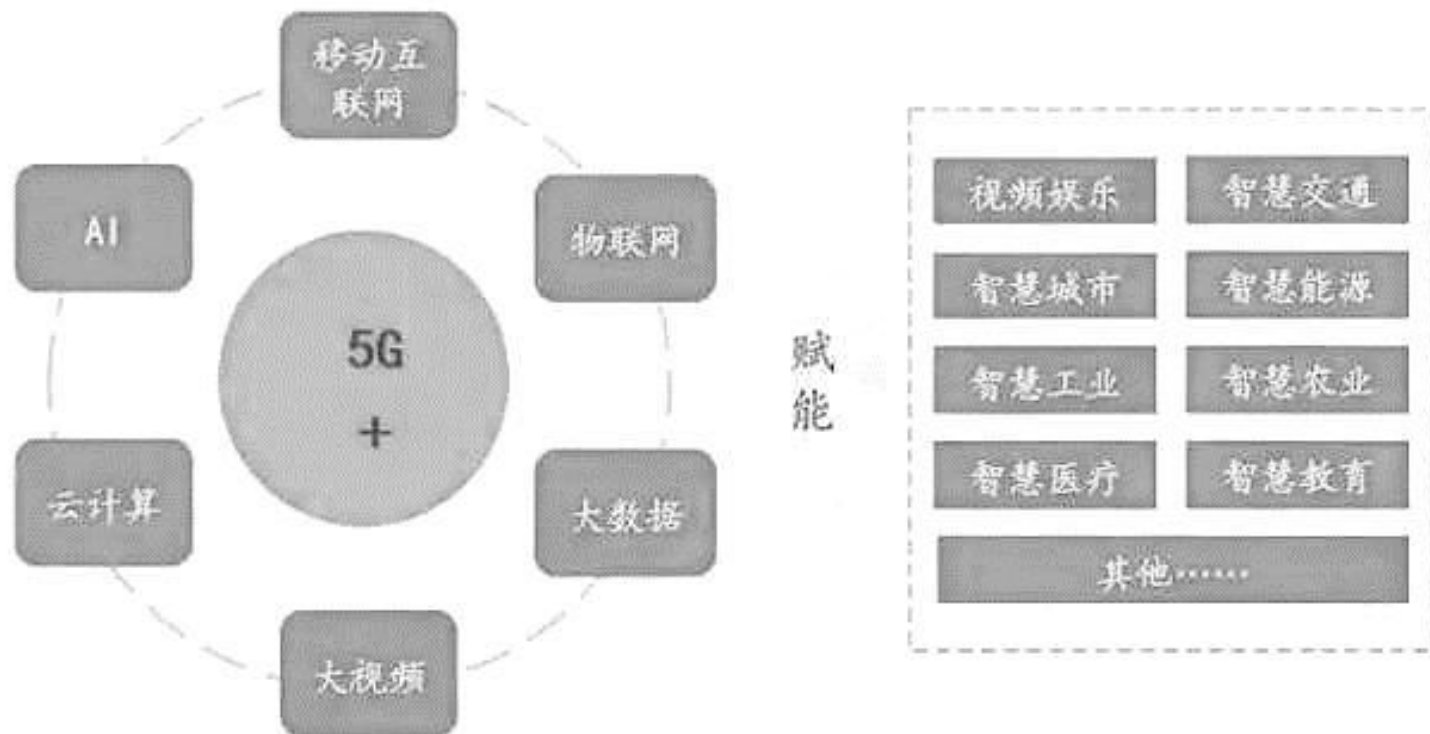 移动互
联网
AI
物联网
5G
+
云计算
大数据
大视频
赋
能
视频娱乐
智慧交通
智慧城市
智慧能源
智慧工业
智慧农业
智慧医疗
智慧教育
其他……